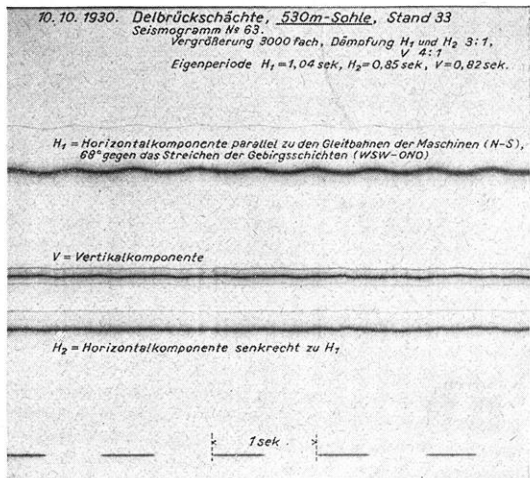 10.10.1930. Delbrückschächte, 530m-Sohle, Stand 33
Seismogramm № 63.
Vergrößerung 3000 fach, Dämpfung H₁ und H₂ 3:1,
V 4:1
Eigenperiode H₁=1,04 sek, H₂=0,85 sek, V=0,82 sek.
H₁ = Horizontalkomponente parallel zu den Gleitbahnen der Maschinen (N-S),
68° gegen das Streichen der Gebirgsschichten (WSW-ONO)
V = Vertikalkomponente
H₂ = Horizontalkomponente senkrecht zu H₁
1 sek